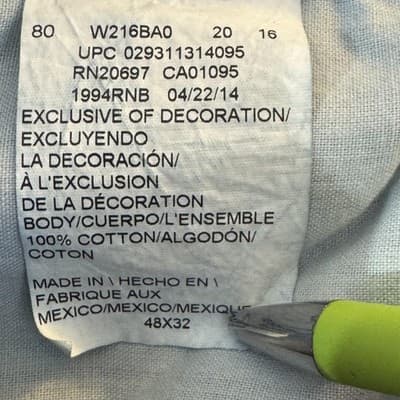 80 W216BA0 20 16
UPC 029311314095
RN20697 CA01095
1994RNB 04/22/14
EXCLUSIVE OF DECORATION/
EXCLUYENDO
LA DECORACIÓN/
À L'EXCLUSION
DE LA DÉCORATION
BODY/CUERPO/L'ENSEMBLE
100% COTTON/ALGODÓN/
COTON
MADE IN \ HECHO EN \
FABRIQUE AUX
MEXICO/MEXICO/MEXIQUE
48X32